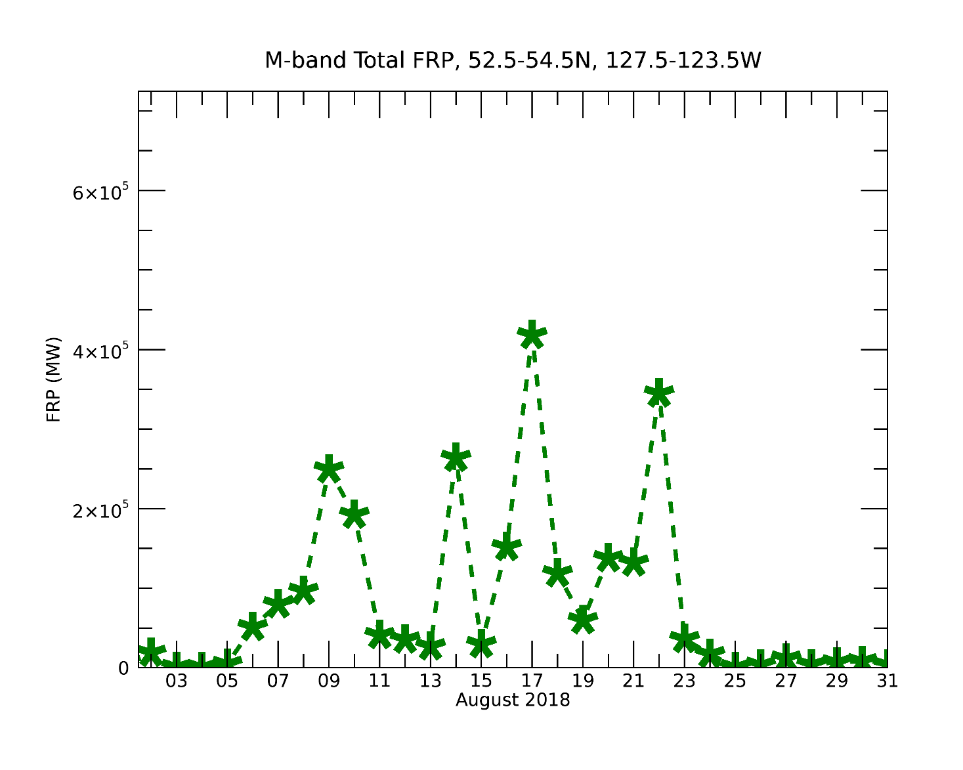 M-band Total FRP, 52.5-54.5N, 127.5-123.5W
FRP (MW)
6×10⁵
4×10⁵
2×10⁵
0
03 05 07 09 11 13 15 17 19 21 23 25 27 29 31
August 2018